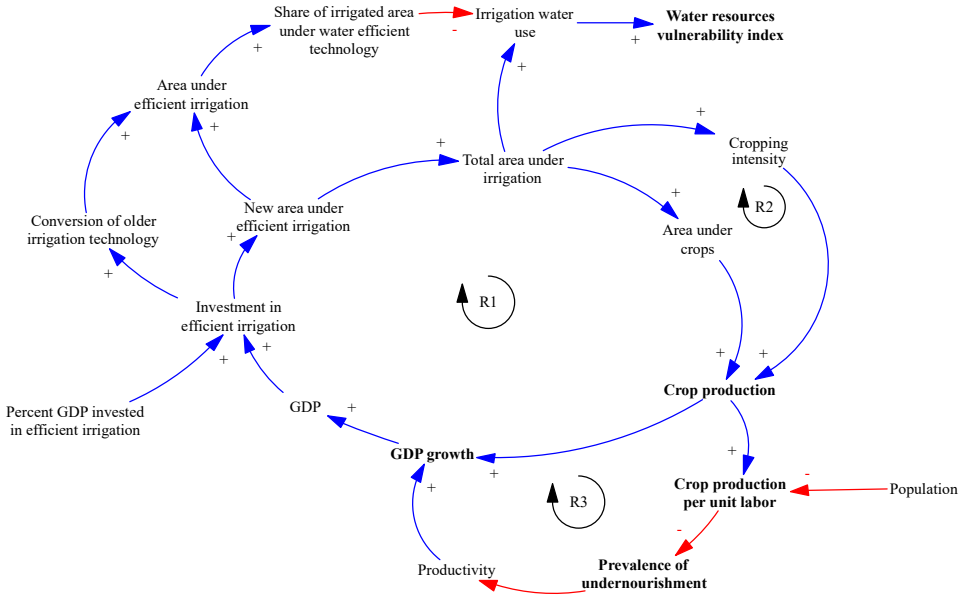 Share of irrigated area
under water efficient
technology
-
Irrigation water
use
+
Water resources
vulnerability index
+
Area under
efficient irrigation
+
+
+
+
+
Cropping
intensity
Total area under
irrigation
R2
+
Conversion of older
irrigation technology
New area under
efficient irrigation
+
Area under
crops
+
R1
Investment in
efficient irrigation
+
+
+
+
Percent GDP invested
in efficient irrigation
GDP
+
Crop production
GDP growth
+
+
+
R3
Crop production
per unit labor
-
Population
-
Productivity
Prevalence of
undernourishment